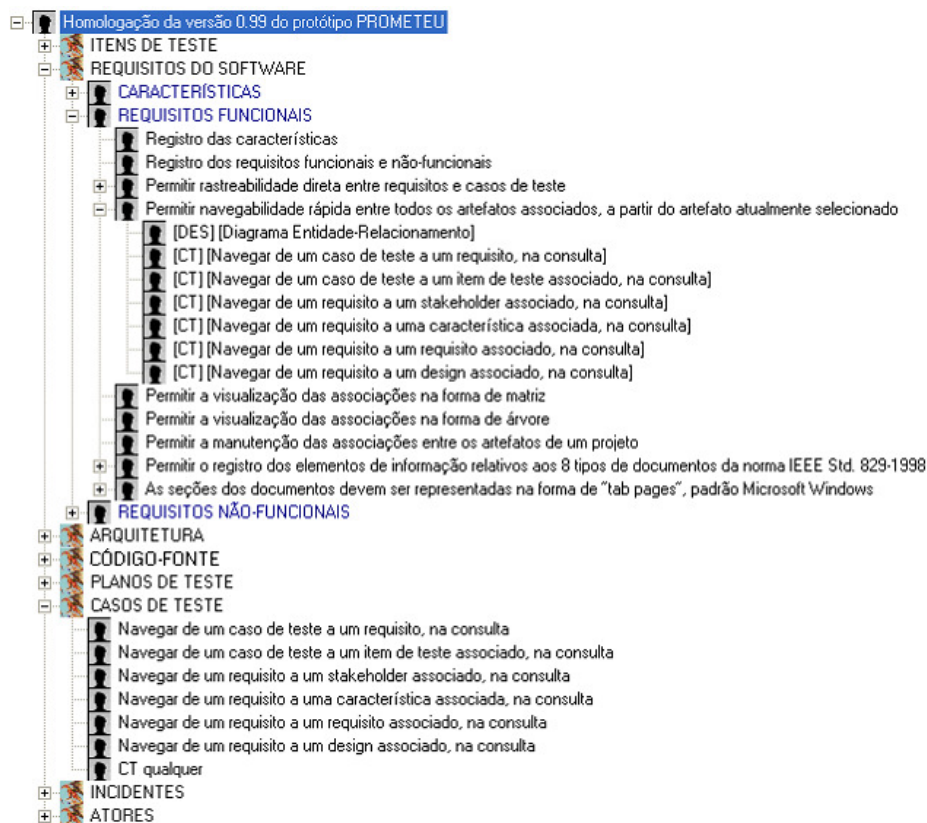 Homologação da versão 0.99 do protótipo PROMETEU
ITENS DE TESTE
REQUISITOS DO SOFTWARE
CARACTERÍSTICAS
REQUISITOS FUNCIONAIS
Registro das características
Registro dos requisitos funcionais e não-funcionais
Permitir rastreabilidade direta entre requisitos e casos de teste
Permitir navegabilidade rápida entre todos os artefatos associados, a partir do artefato atualmente selecionado
[DES] [Diagrama Entidade-Relacionamento]
[CT] [Navegar de um caso de teste a um requisito, na consulta]
[CT] [Navegar de um caso de teste a um item de teste associado, na consulta]
[CT] [Navegar de um requisito a um stakeholder associado, na consulta]
[CT] [Navegar de um requisito a uma característica associada, na consulta]
[CT] [Navegar de um requisito a um requisito associado, na consulta]
[CT] [Navegar de um requisito a um design associado, na consulta]
Permitir a visualização das associações na forma de matriz
Permitir a visualização das associações na forma de árvore
Permitir a manutenção das associações entre os artefatos de um projeto
Permitir o registro dos elementos de informação relativos aos 8 tipos de documentos da norma IEEE Std. 829-1998
As seções dos documentos devem ser representadas na forma de "tab pages", padrão Microsoft Windows
REQUISITOS NÃO-FUNCIONAIS
ARQUITETURA
CÓDIGO-FONTE
PLANOS DE TESTE
CASOS DE TESTE
Navegar de um caso de teste a um requisito, na consulta
Navegar de um caso de teste a um item de teste associado, na consulta
Navegar de um requisito a um stakeholder associado, na consulta
Navegar de um requisito a uma característica associada, na consulta
Navegar de um requisito a um requisito associado, na consulta
Navegar de um requisito a um design associado, na consulta
CT qualquer
INCIDENTES
ATORES